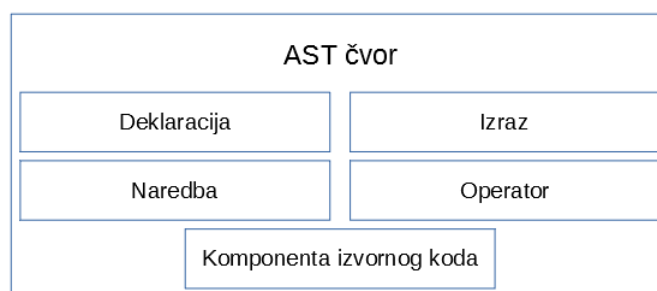 AST čvor
Deklaracija
Izraz
Naredba
Operator
Komponenta izvornog koda